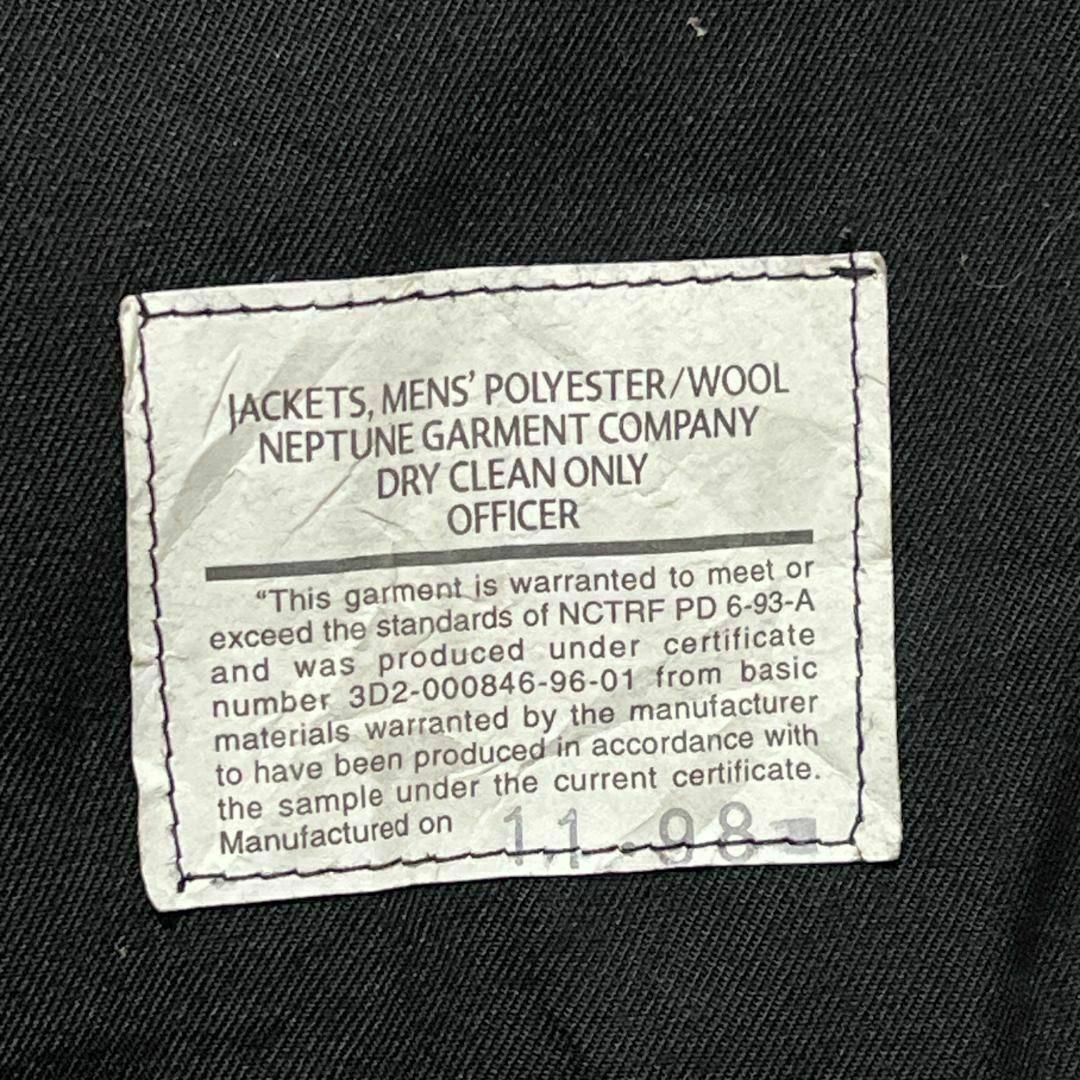 JACKETS, MENS' POLYESTER/WOOL
NEPTUNE GARMENT COMPANY
DRY CLEAN ONLY
OFFICER
“This garment is warranted to meet or
exceed the standards of NCTRF PD 6-93-A
and was produced under certificate
number 3D2-000846-96-01 from basic
materials warranted by the manufacturer
to have been produced in accordance with
the sample under the current certificate.
Manufactured on 11 98